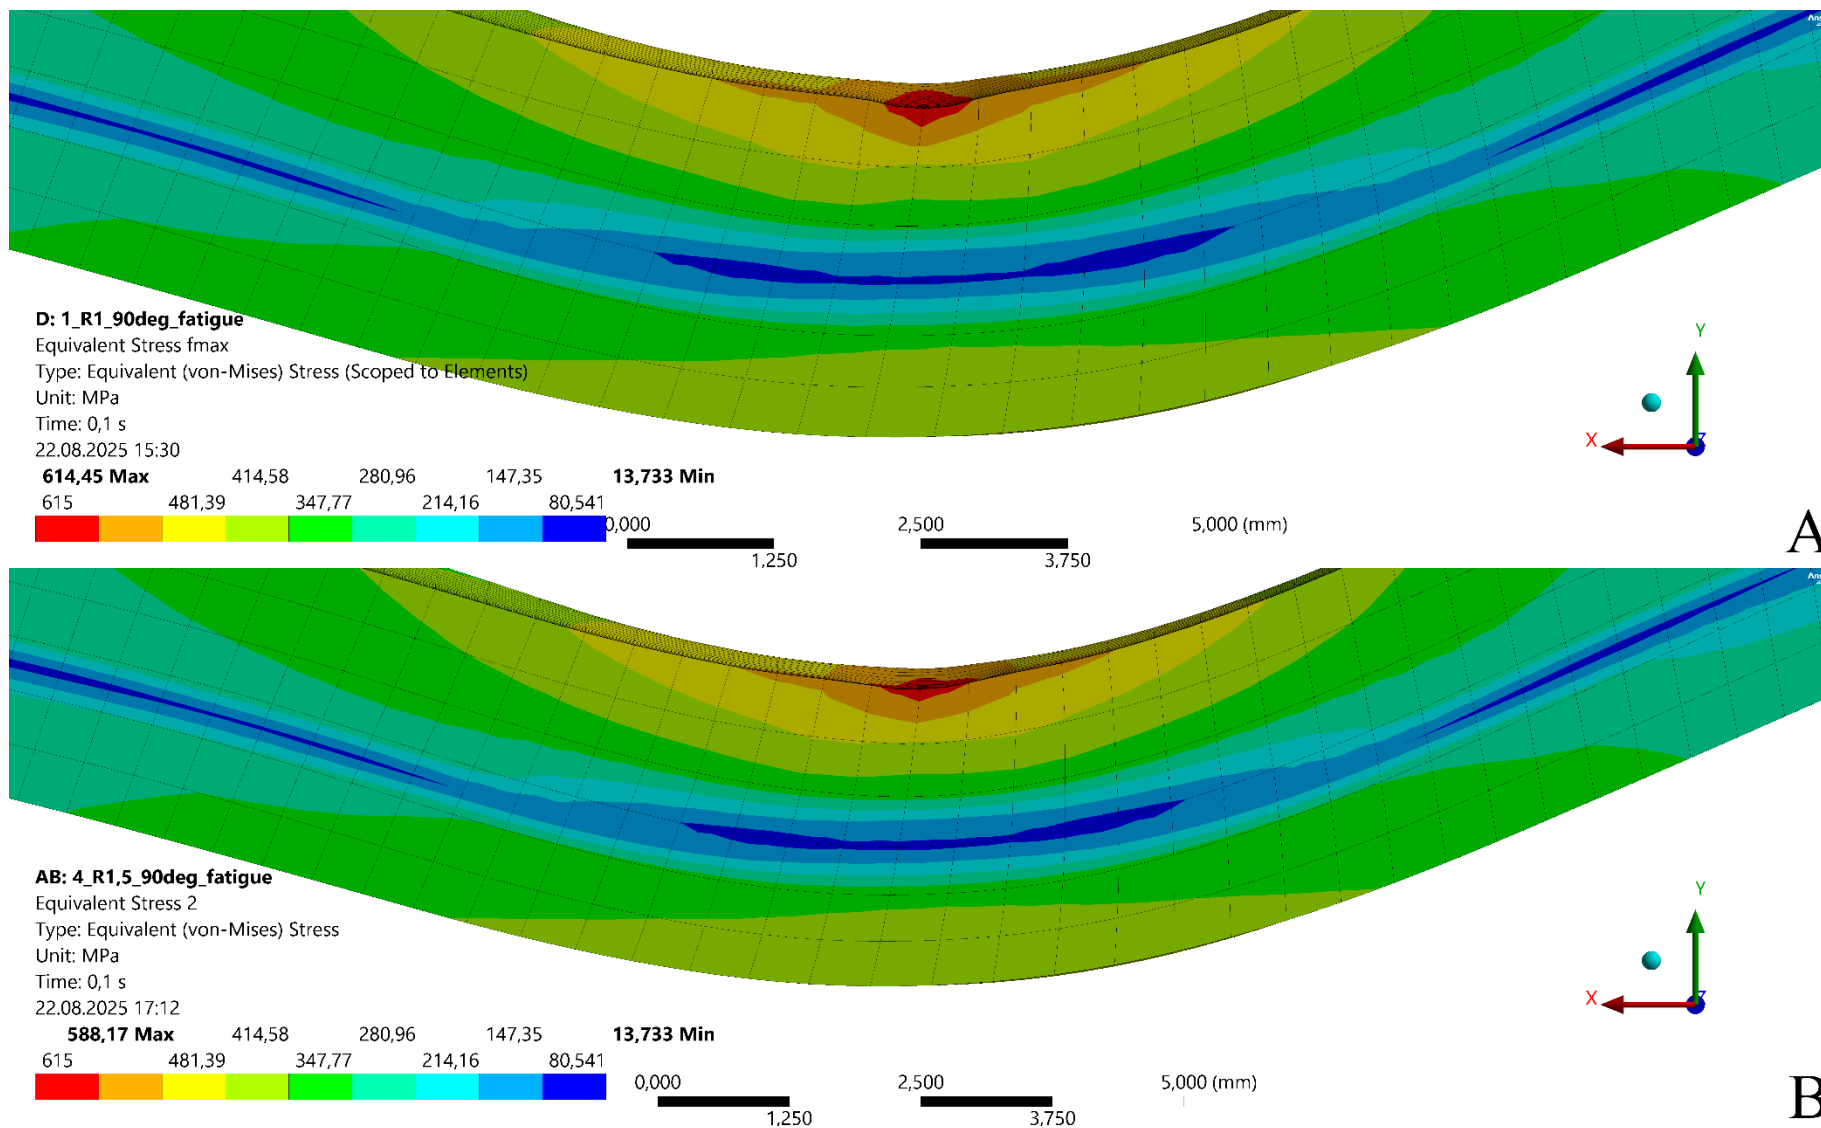 D: 1_R1_90deg_fatigue
Equivalent Stress fmax
Type: Equivalent (von-Mises) Stress (Scoped to Elements)
Unit: MPa
Time: 0,1 s
22.08.2025 15:30
614,45 Max 414,58 280,96 147,35 13,733 Min
615 481,39 347,77 214,16 80,541
0,000 2,500 5,000 (mm)
1,250 3,750
Y
X
Z
A
AB: 4_R1,5_90deg_fatigue
Equivalent Stress 2
Type: Equivalent (von-Mises) Stress
Unit: MPa
Time: 0,1 s
22.08.2025 17:12
588,17 Max 414,58 280,96 147,35 13,733 Min
615 481,39 347,77 214,16 80,541
0,000 2,500 5,000 (mm)
1,250 3,750
Y
X
Z
B